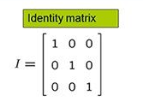 Identity matrix
1 0 0
I = 0 1 0
0 0 1